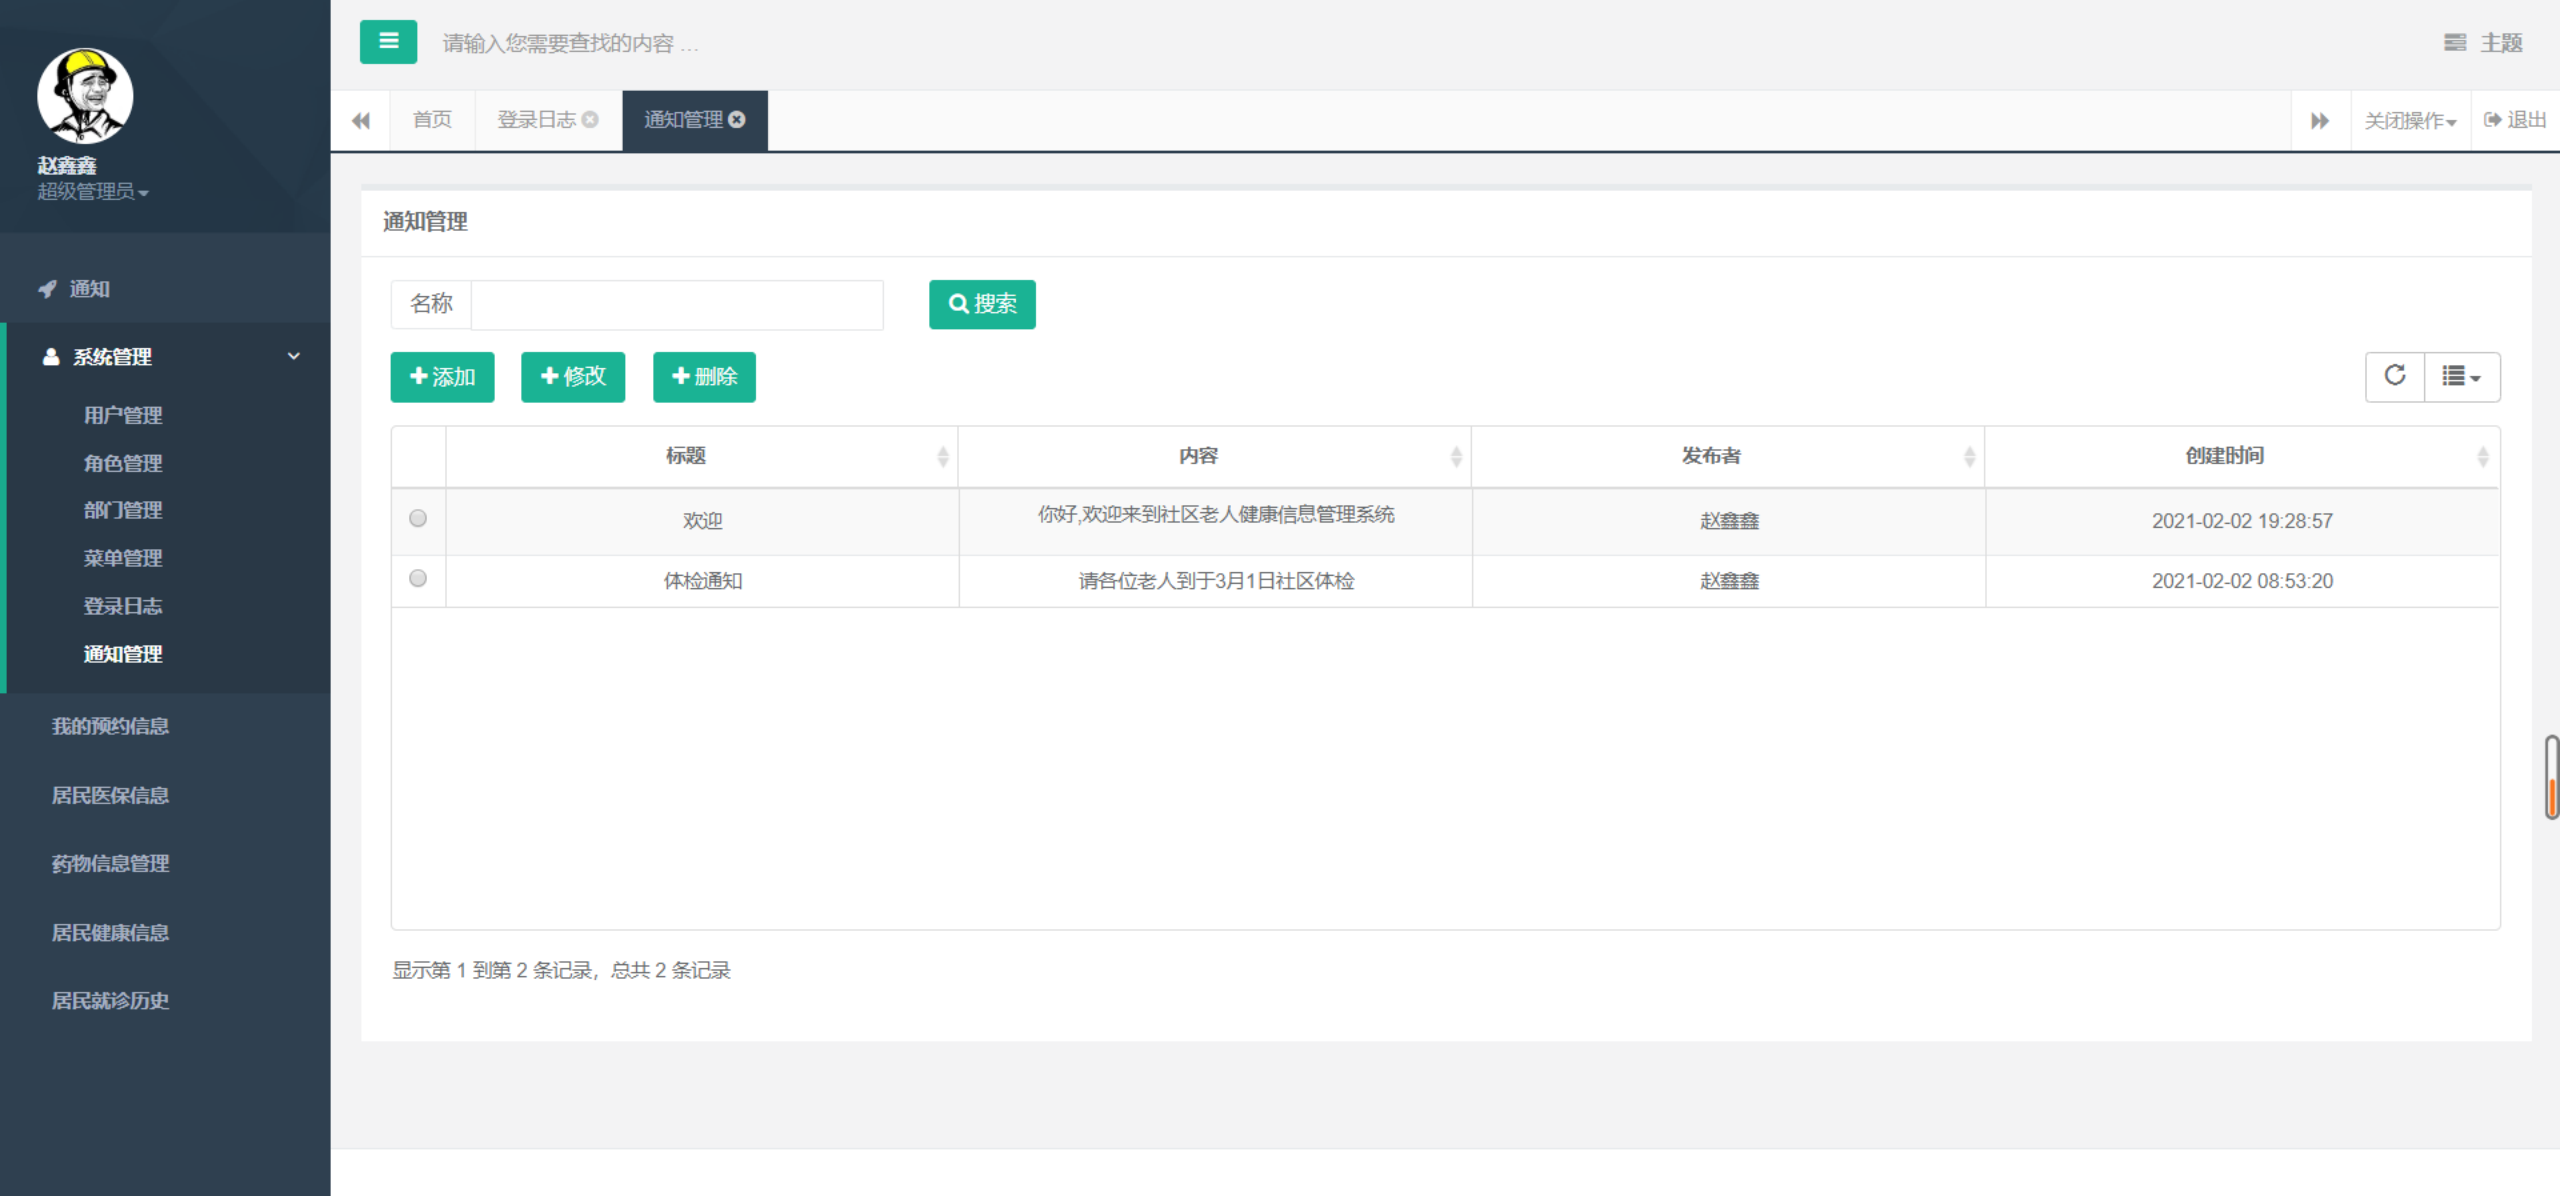 赵鑫鑫
超级管理员
通知
系统管理
用户管理
角色管理
部门管理
菜单管理
登录日志
通知管理
我的预约信息
居民医保信息
药物信息管理
居民健康信息
居民就诊历史
请输入您需要查找的内容 ...
主题
首页
登录日志
通知管理
关闭操作
退出
通知管理
名称
搜索
添加
修改
删除
标题 内容 发布者 创建时间
欢迎 你好,欢迎来到社区老人健康信息管理系统 赵鑫鑫 2021-02-02 19:28:57
体检通知 请各位老人到于3月1日社区体检 赵鑫鑫 2021-02-02 08:53:20
显示第 1 到第 2 条记录，总共 2 条记录